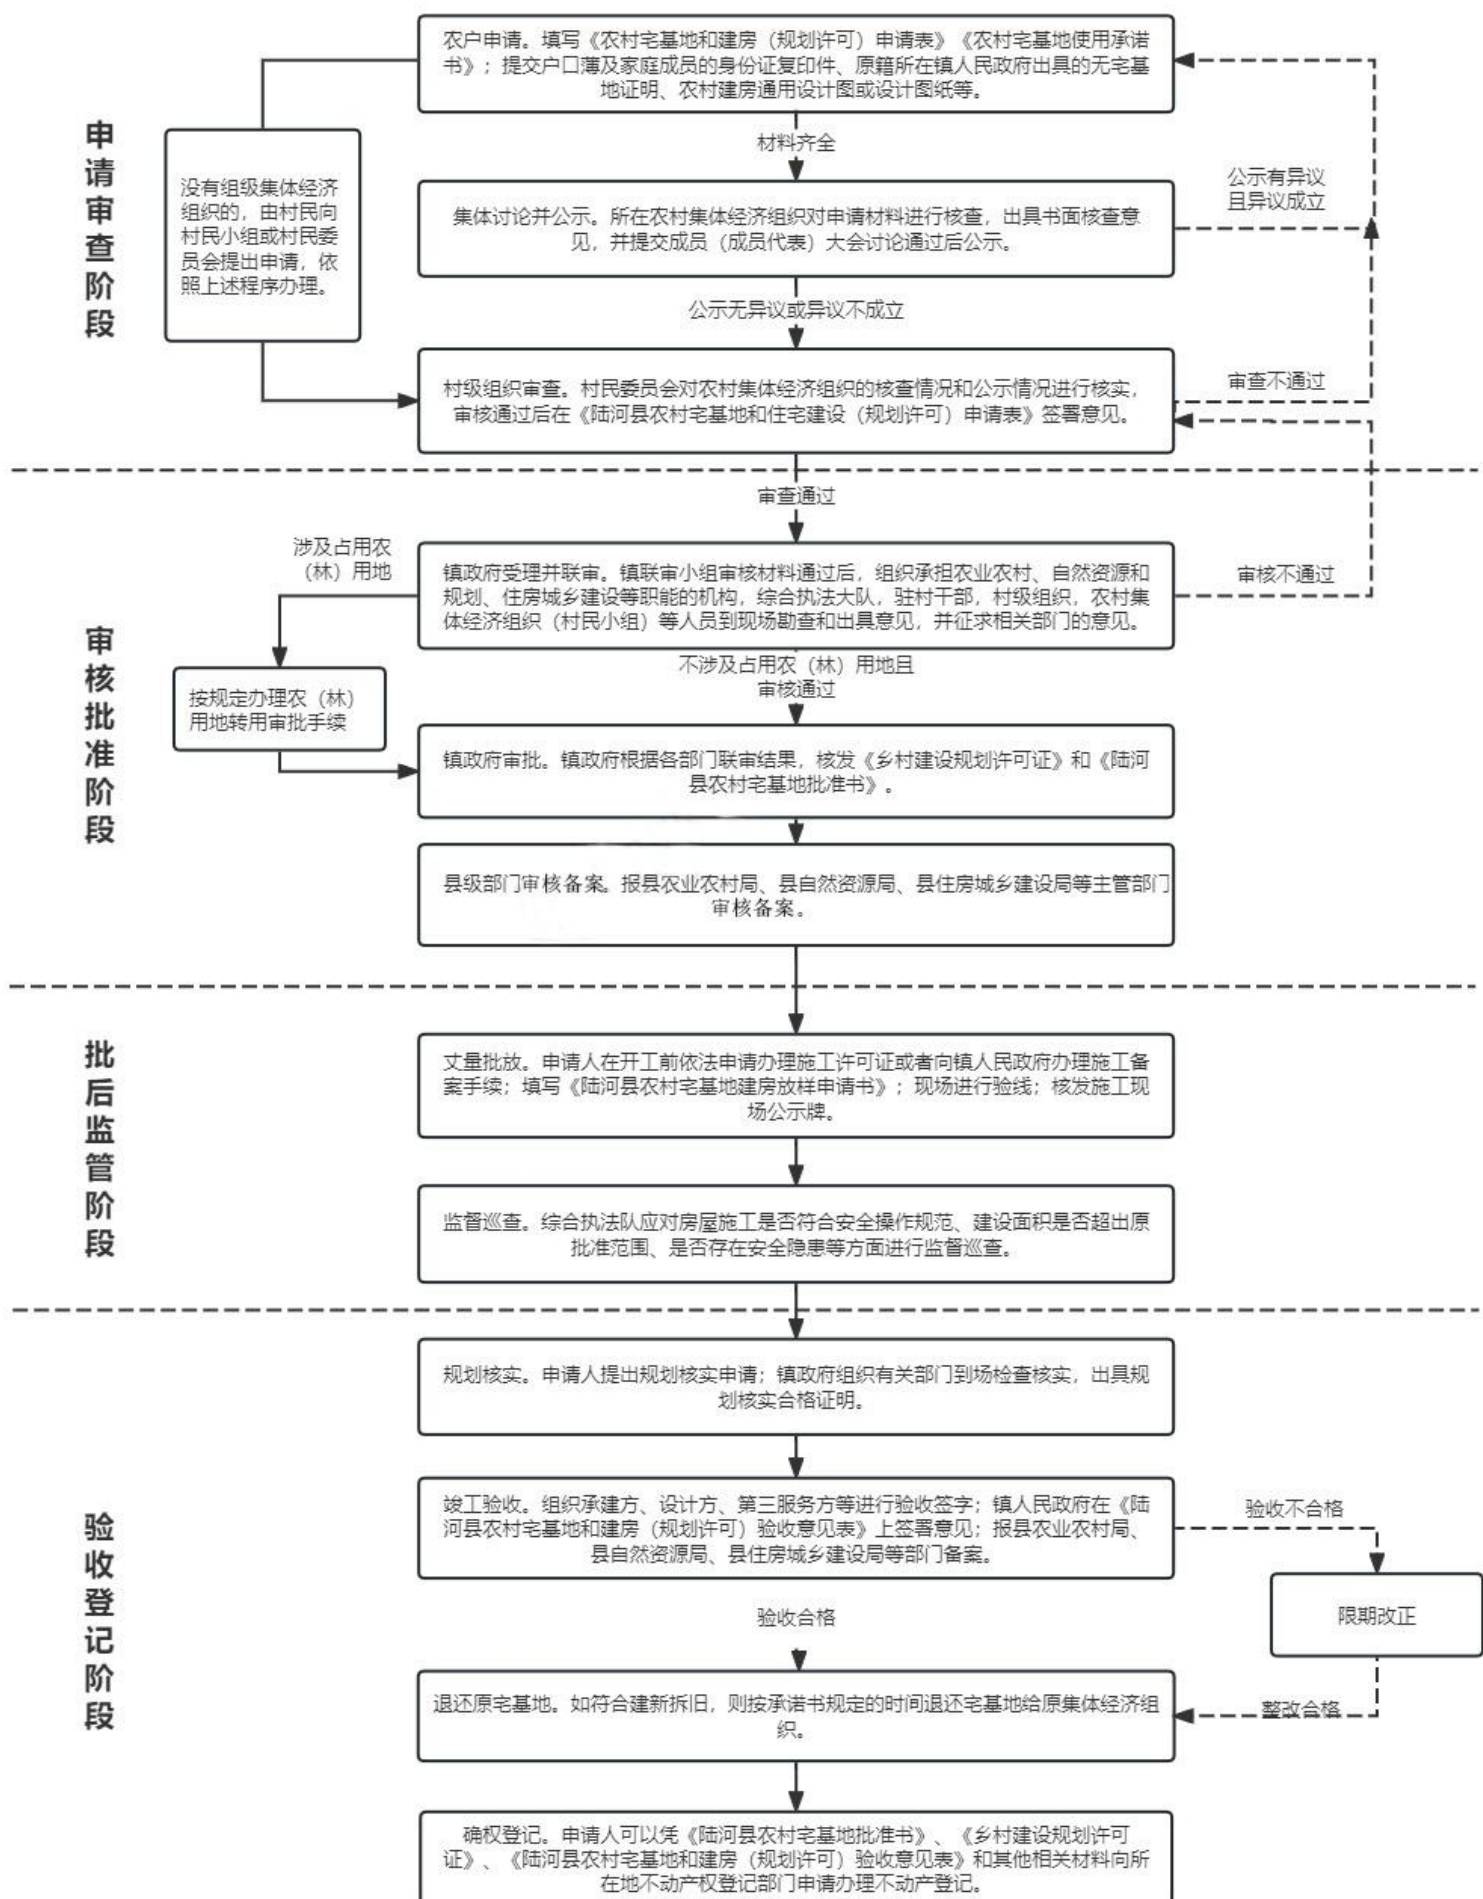 农户申请。填写《农村宅基地和建房（规划许可）申请表》《农村宅基地使用承诺
书》；提交户口薄及家庭成员的身份证复印件、原籍所在镇人民政府出具的无宅基
地证明、农村建房通用设计图或设计图纸等。
材料齐全
申请审查阶段
没有组级集体经济
组织的，由村民向
村民小组或村民委
员会提出申请，依
照上述程序办理。
集体讨论并公示。所在农村集体经济组织对申请材料进行核查，出具书面核查意
见，并提交成员（成员代表）大会讨论通过后公示。
公示有异议
且异议成立
公示无异议或异议不成立
村级组织审查。村民委员会对农村集体经济组织的核查情况和公示情况进行核实，
审核通过后在《陆河县农村宅基地和住宅建设（规划许可）申请表》签署意见。
审查不通过
审查通过
审核批准阶段
涉及占用农
（林）用地
镇政府受理并联审。镇联审小组审核材料通过后，组织承担农业农村、自然资源和
规划、住房城乡建设等职能的机构，综合执法大队，驻村干部，村级组织，农村集
体经济组织（村民小组）等人员到现场勘查和出具意见，并征求相关部门的意见。
审核不通过
不涉及占用农（林）用地且
审核通过
按规定办理农（林）
用地转用审批手续
镇政府审批。镇政府根据各部门联审结果，核发《乡村建设规划许可证》和《陆河
县农村宅基地批准书》。
县级部门审核备案。报县农业农村局、县自然资源局、县住房城乡建设局等主管部门
审核备案。
批后监管阶段
丈量批放。申请人在开工前依法申请办理施工许可证或者向镇人民政府办理施工备
案手续；填写《陆河县农村宅基地建房放样申请书》；现场进行验线；核发施工现
场公示牌。
监督巡查。综合执法队应对房屋施工是否符合安全操作规范、建设面积是否超出原
批准范围、是否存在安全隐患等方面进行监督巡查。
验收登记阶段
规划核实。申请人提出规划核实申请；镇政府组织有关部门到场检查核实，出具规
划核实合格证明。
竣工验收。组织承建方、设计方、第三服务方等进行验收签字；镇人民政府在《陆
河县农村宅基地和建房（规划许可）验收意见表》上签署意见；报县农业农村局、
县自然资源局、县住房城乡建设局等部门备案。
验收不合格
限期改正
验收合格
退还原宅基地。如符合建新拆旧，则按承诺书规定的时间退还宅基地给原集体经济组
织。
整改合格
确权登记。申请人可以凭《陆河县农村宅基地批准书》、《乡村建设规划许可
证》、《陆河县农村宅基地和建房（规划许可）验收意见表》和其他相关材料向所
在地不动产权登记部门申请办理不动产登记。